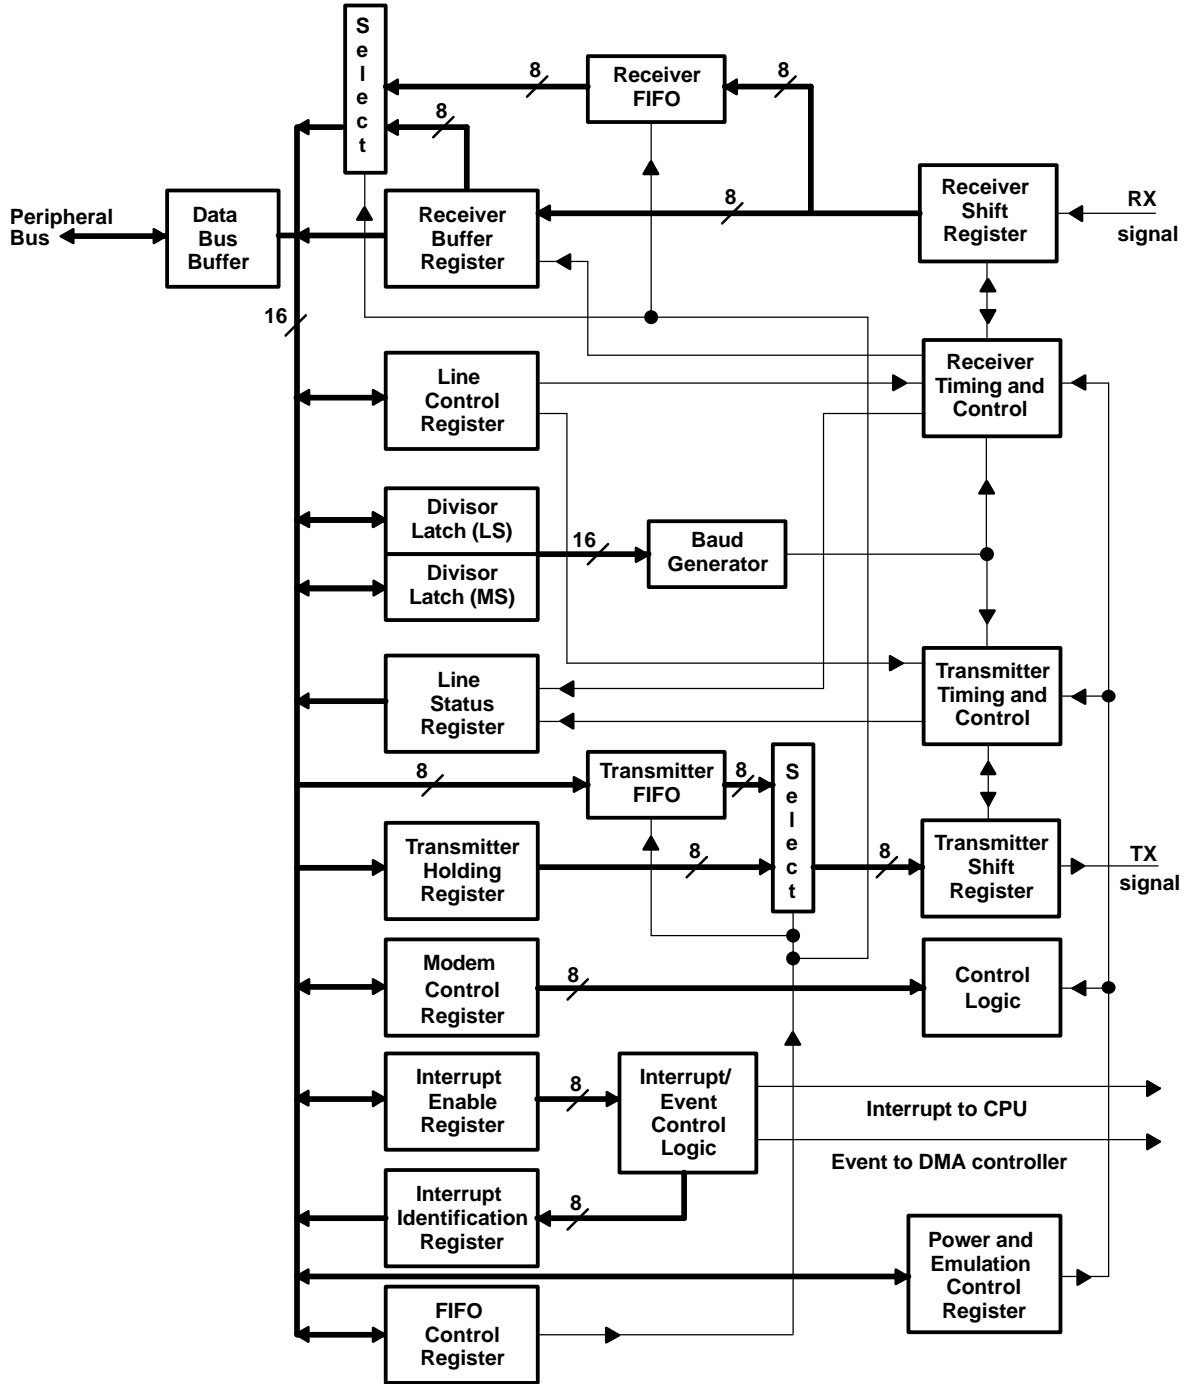 S
e
l
e
c
t
8
Receiver
FIFO
8
8
Peripheral
Bus
Data
Bus
Buffer
Receiver
Buffer
Register
8
Receiver
Shift
Register
RX
signal
16
Line
Control
Register
Receiver
Timing and
Control
Divisor
Latch (LS)
Divisor
Latch (MS)
16
Baud
Generator
Line
Status
Register
Transmitter
Timing and
Control
8
Transmitter
FIFO
8
S
e
l
e
c
t
Transmitter
Holding
Register
8
8
Transmitter
Shift
Register
TX
signal
Modem
Control
Register
8
Control
Logic
Interrupt
Enable
Register
8
Interrupt/
Event
Control
Logic
Interrupt to CPU
Event to DMA controller
Interrupt
Identification
Register
8
Power and
Emulation
Control
Register
FIFO
Control
Register